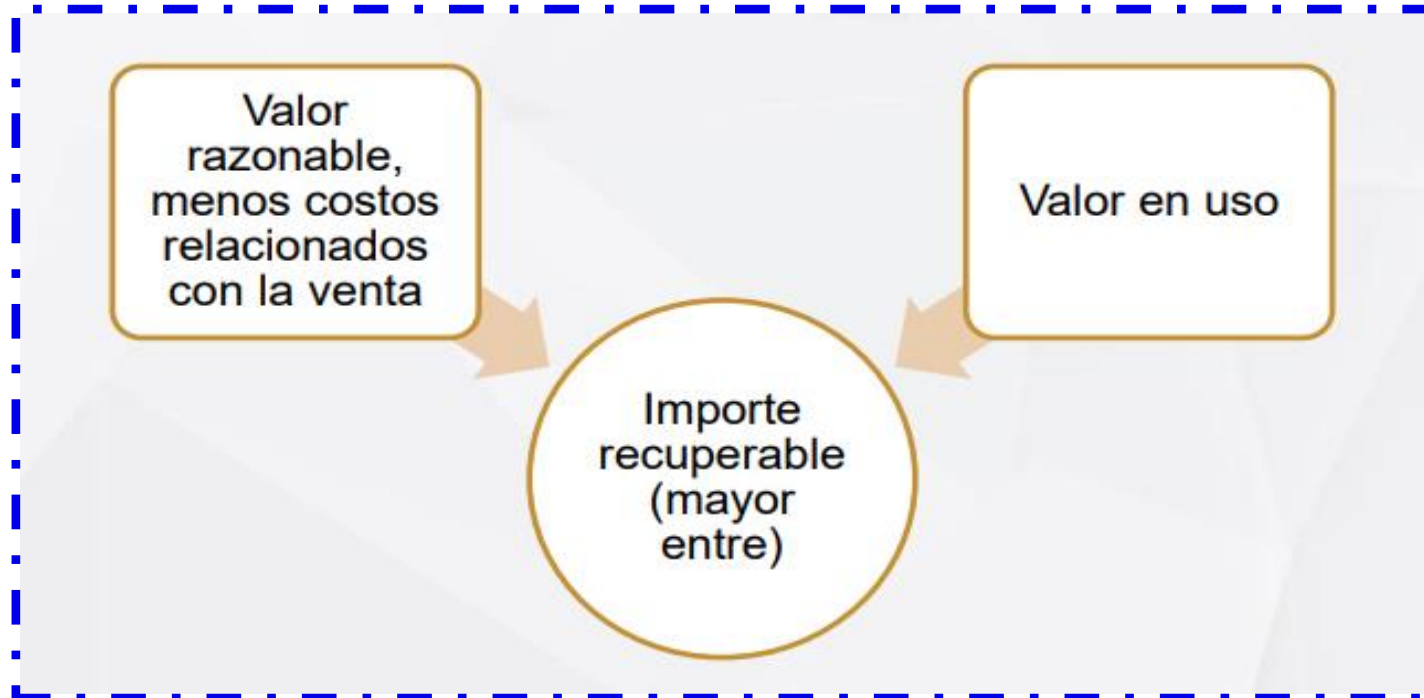 Valor
razonable,
menos costos
relacionados
con la venta
Valor en uso
Importe
recuperable
(mayor
entre)